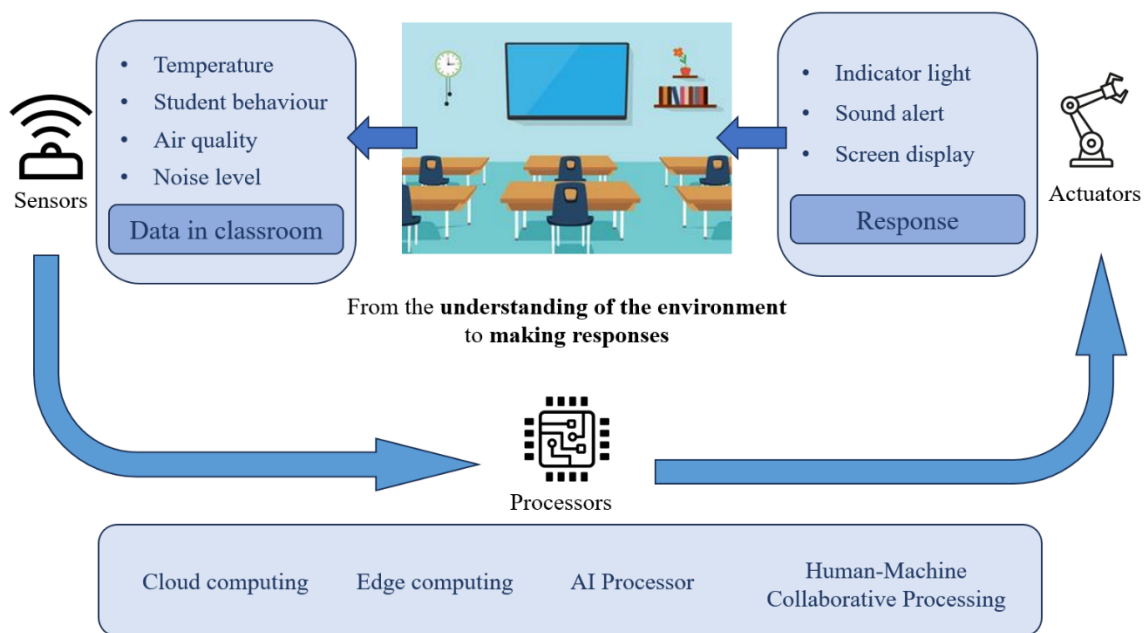 Sensors
• Temperature
• Student behaviour
• Air quality
• Noise level
Data in classroom
• Indicator light
• Sound alert
• Screen display
Response
Actuators
From the understanding of the environment
to making responses
Processors
Cloud computing
Edge computing
AI Processor
Human-Machine
Collaborative Processing